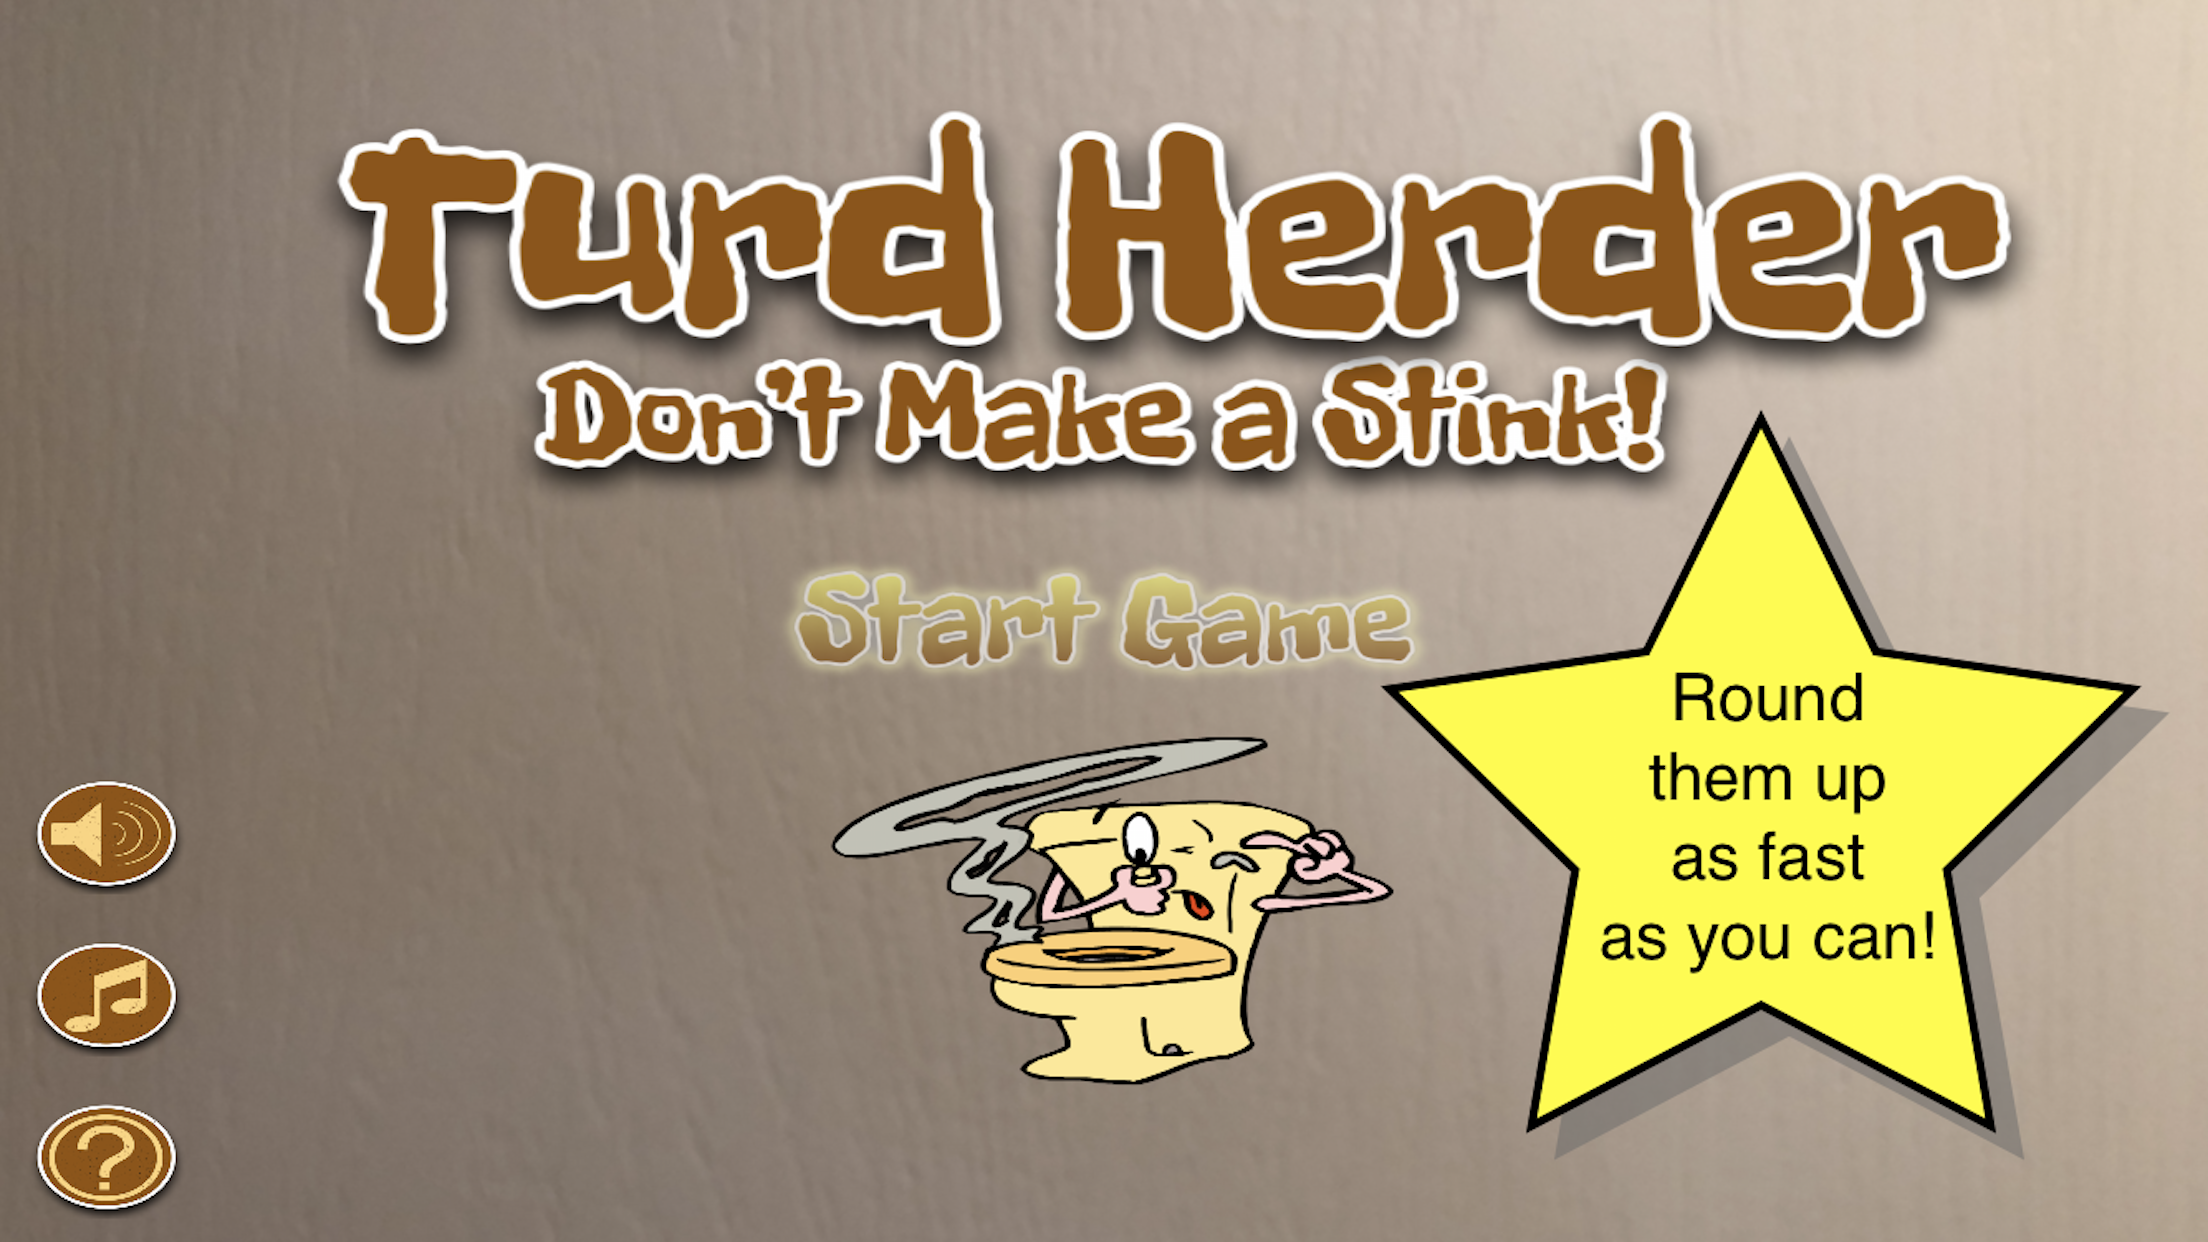 Turd Herder
Don't Make a Stink!
Start Game
Round
them up
as fast
as you can!
?